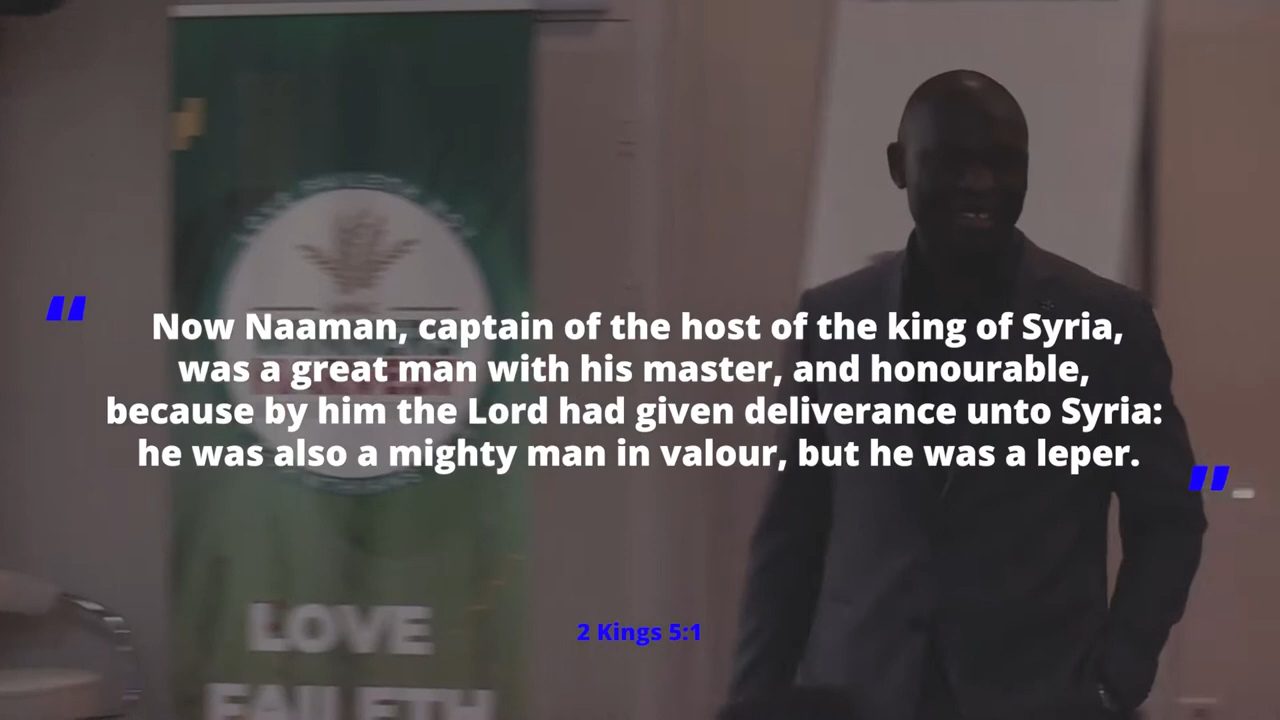 "
Now Naaman, captain of the host of the king of Syria,
was a great man with his master, and honourable,
because by him the Lord had given deliverance unto Syria:
he was also a mighty man in valour, but he was a leper.
"
2 Kings 5:1
LOVE
FAILETH